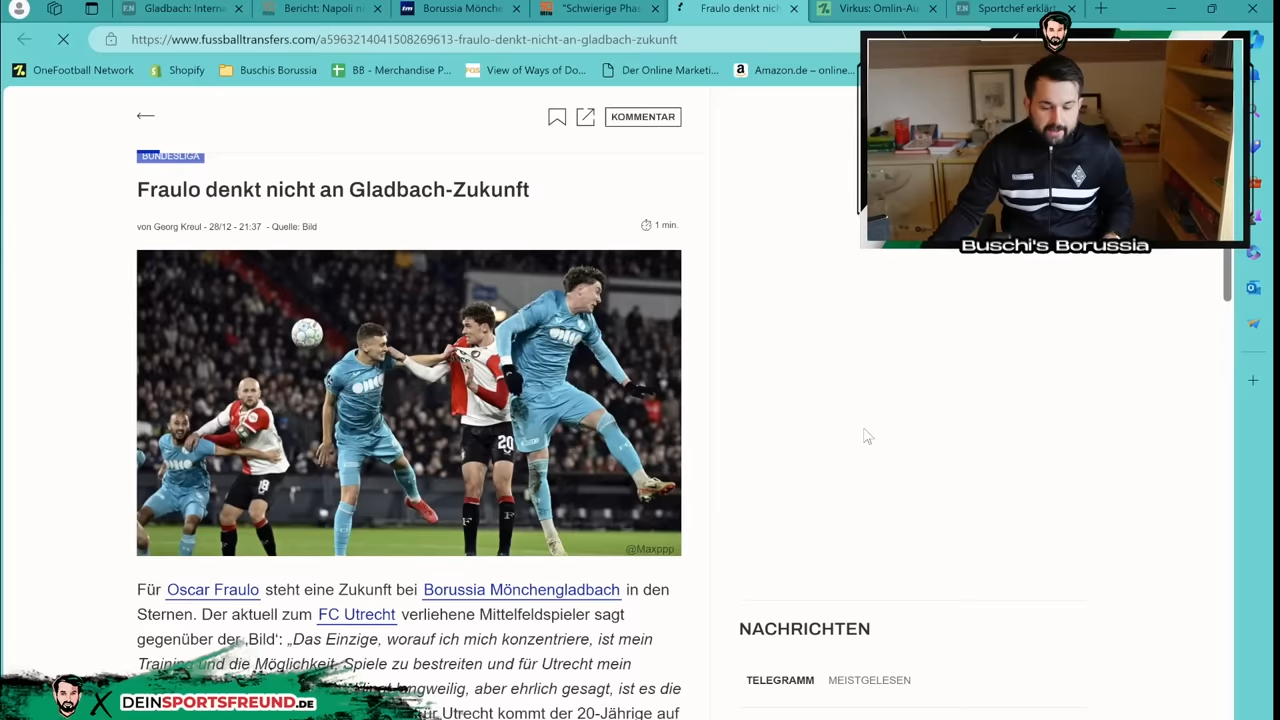 Gladbach: Interna
Bericht: Napoli n
Borussia Mönche
"Schwierige Phas
Fraulo denkt nich
Virkus: Omlin-Au
Sportchef erklärt
https://www.fussballtransfers.com/
-fraulo-denkt-nicht-an-gladbach-zukunft
OneFootball Network
Shopify
Buschis Borussia
BB - Merchandise P...
View of Ways of Do...
Der Online Marketi...
Amazon.de – online...
KOMMENTAR
BUNDESLIGA
Fraulo denkt nicht an Gladbach-Zukunft
von Georg Kreul - 28/12 - 21:37 - Quelle: Bild
1 min.
Buschi's Borussia
20
18
@Maxppp
Für Oscar Fraulo steht eine Zukunft bei Borussia Mönchengladbach in den
Sternen. Der aktuell zum FC Utrecht verliehene Mittelfeldspieler sagt
gegenüber der ‚Bild': „Das Einzige, worauf ich mich konzentriere, ist mein
Training und die Möglichkeit, Spiele zu bestreiten und für Utrecht mein
langweilig, aber ehrlich gesagt, ist es die
Utrecht kommt der 20-Jährige auf
NACHRICHTEN
TELEGRAMM
MEISTGELESEN
X DEINSPORTSFREUND.DE